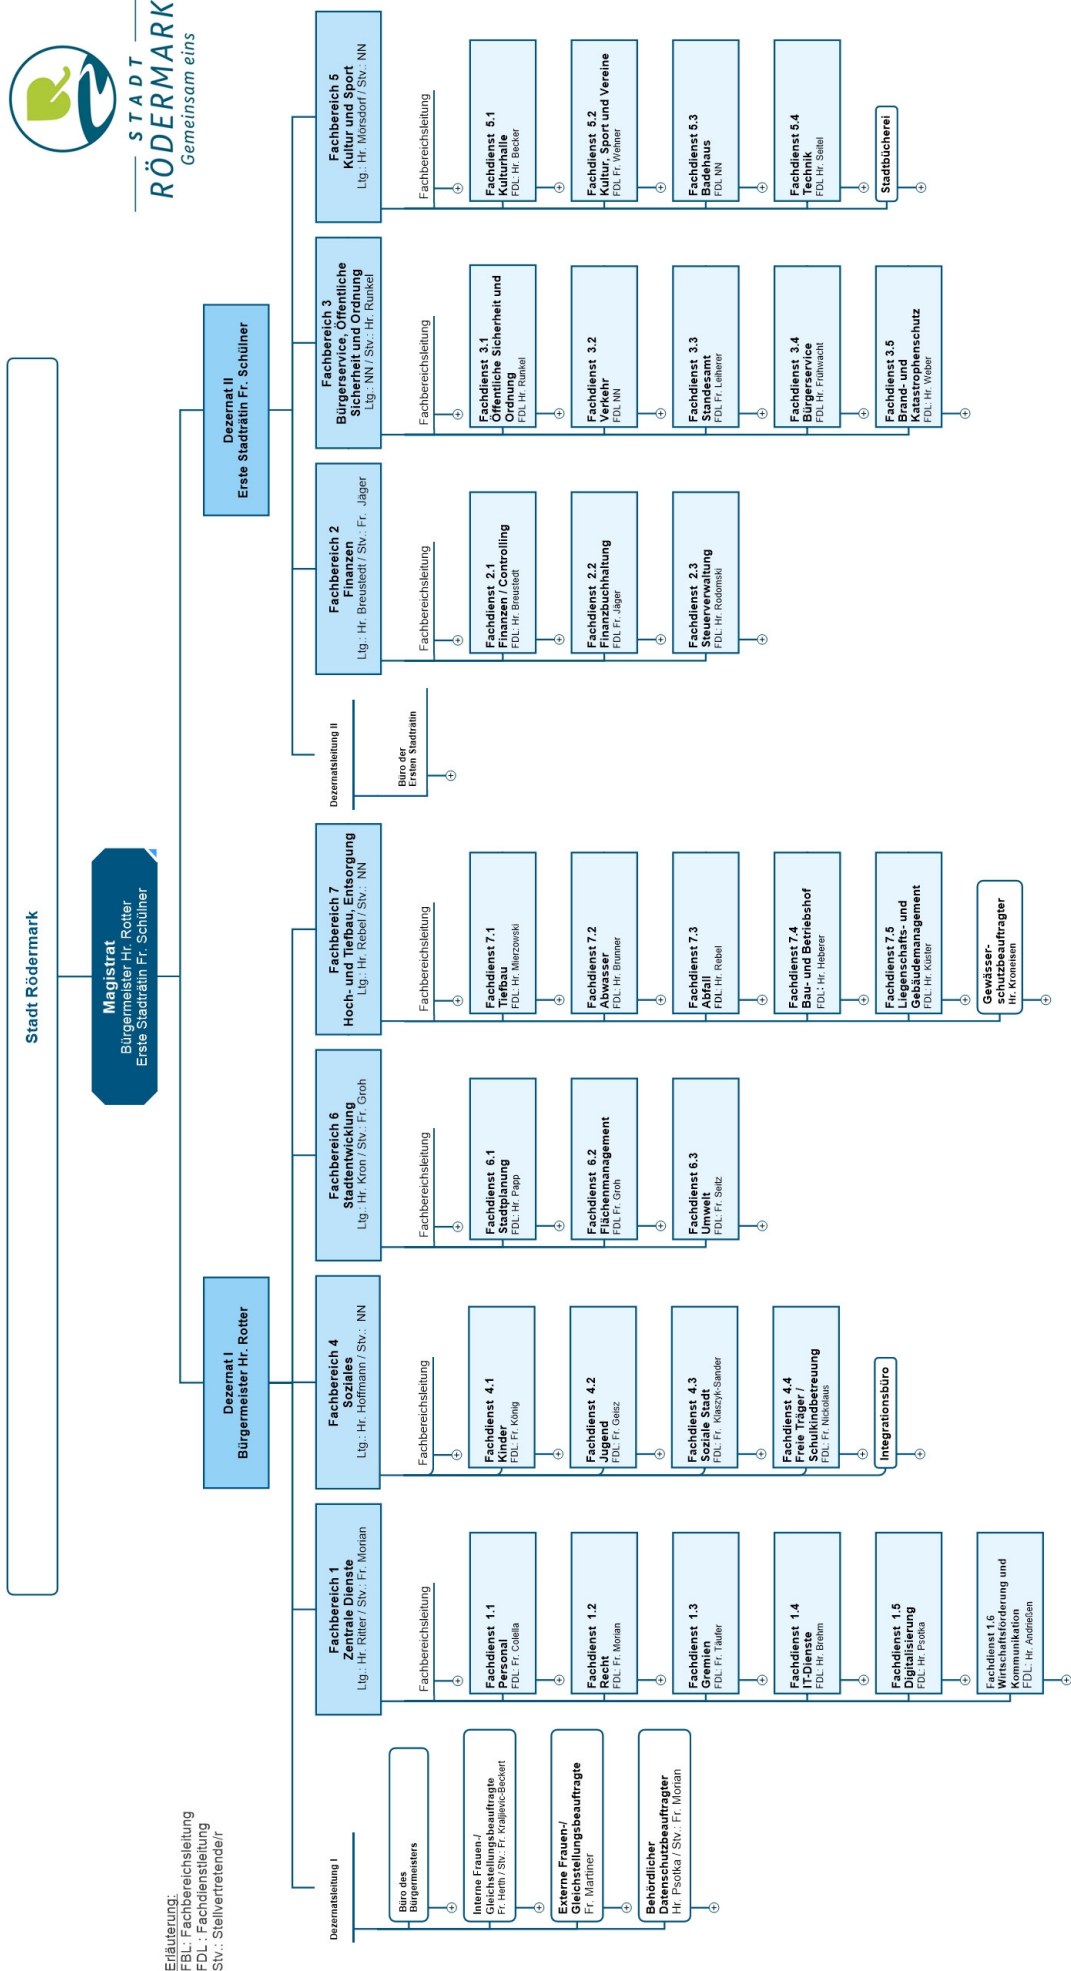 Stadt Rödermark
STADT
RÖDERMARK
Gemeinsam eins
Magistrat
Bürgermeister Hr. Rotter
Erste Stadträtin Fr. Schülner
Erläuterung:
FBL: Fachbereichsleitung
FDL : Fachdienstleitung
Stv.: Stellvertretende/r
Dezernat I
Bürgermeister Hr. Rotter
Dezernat II
Erste Stadträtin Fr. Schülner
Dezernatsleitung I
Büro des
Bürgermeisters
Interne Frauen-/
Gleichstellungsbeauftragte
Fr. Herth / Stv.: Fr. Kraljievic-Beckert
Externe Frauen-/
Gleichstellungsbeauftragte
Fr. Martiner
Behördlicher
Datenschutzbeauftragter
Hr. Psotka / Stv.: Fr. Morian
Fachbereich 1
Zentrale Dienste
Ltg.: Hr. Ritter / Stv.: Fr. Morian
Fachbereichsleitung
Fachdienst 1.1
Personal
FDL: Fr. Colella
Fachdienst 1.2
Recht
FDL: Fr. Morian
Fachdienst 1.3
Gremien
FDL: Fr. Täufer
Fachdienst 1.4
IT-Dienste
FDL: Hr. Brehm
Fachdienst 1.5
Digitalisierung
FDL: Hr. Psotka
Fachdienst 1.6
Wirtschaftsförderung und
Kommunikation
FDL: Hr. Andrießen
Fachbereich 4
Soziales
Ltg.: Hr. Hoffmann / Stv.: NN
Fachbereichsleitung
Fachdienst 4.1
Kinder
FDL: Fr. König
Fachdienst 4.2
Jugend
FDL: Fr. Geisz
Fachdienst 4.3
Soziale Stadt
FDL: Fr. Klaszyk-Sander
Fachdienst 4.4
Freie Träger /
Schulkindbetreuung
FDL: Fr. Nickolaus
Integrationsbüro
Fachbereich 6
Stadtentwicklung
Ltg.: Hr. Kron / Stv.: Fr. Groh
Fachbereichsleitung
Fachdienst 6.1
Stadtplanung
FDL: Hr. Papp
Fachdienst 6.2
Flächenmanagement
FDL Fr. Groh
Fachdienst 6.3
Umwelt
FDL: Fr. Seitz
Fachbereich 7
Hoch- und Tiefbau, Entsorgung
Ltg.: Hr. Rebel / Stv.: NN
Fachbereichsleitung
Fachdienst 7.1
Tiefbau
FDL: Hr. Mierzowski
Fachdienst 7.2
Abwasser
FDL: Hr. Brunner
Fachdienst 7.3
Abfall
FDL: Hr. Rebel
Fachdienst 7.4
Bau- und Betriebshof
FDL: Hr. Heberer
Fachdienst 7.5
Liegenschafts- und
Gebäudemanagement
FDL: Hr. Küster
Gewässer-
schutzbeauftragter
Hr. Kroneisen
Dezernatsleitung II
Büro der
Ersten Stadträtin
Fachbereich 2
Finanzen
Ltg.: Hr. Breustedt / Stv.: Fr. Jäger
Fachbereichsleitung
Fachdienst 2.1
Finanzen / Controlling
FDL: Hr. Breustedt
Fachdienst 2.2
Finanzbuchhaltung
FDL Fr. Jäger
Fachdienst 2.3
Steuerverwaltung
FDL: Hr. Rodomski
Fachbereich 3
Bürgerservice, Öffentliche
Sicherheit und Ordnung
Ltg.: NN / Stv.: Hr. Runkel
Fachbereichsleitung
Fachdienst 3.1
Öffentliche Sicherheit und
Ordnung
FDL Hr. Runkel
Fachdienst 3.2
Verkehr
FDL NN
Fachdienst 3.3
Standesamt
FDL Fr. Leiherer
Fachdienst 3.4
Bürgerservice
FDL Hr. Frühwacht
Fachdienst 3.5
Brand- und
Katastrophenschutz
FDL: Hr. Weber
Fachbereich 5
Kultur und Sport
Ltg.: Hr. Mörsdorf / Stv.: NN
Fachbereichsleitung
Fachdienst 5.1
Kulturhalle
FDL: Hr. Becker
Fachdienst 5.2
Kultur, Sport und Vereine
FDL Fr. Wehner
Fachdienst 5.3
Badehaus
FDL NN
Fachdienst 5.4
Technik
FDL Hr. Seitel
Stadtbücherei